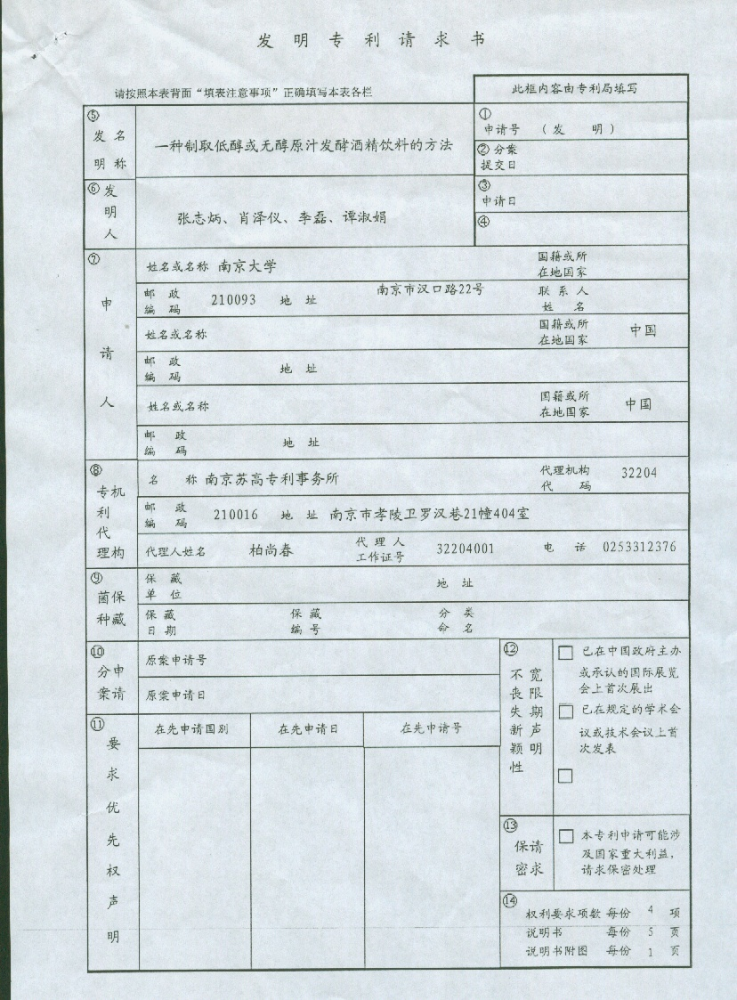 发明专利请求书
请按照本表背面“填表注意事项”正确填写本表各栏
此框内容由专利局填写
⑤ 发明名称 一种制取低醇或无醇原汁发酵酒精饮料的方法
① 申请号 （发 明）
② 分案提交日
⑥ 发明人 张志炳、肖泽仪、李磊、谭淑娟
③ 申请日
④
⑦ 申请人
姓名或名称 南京大学 国籍或所在地国家
邮政编码 210093 地址 南京市汉口路22号 联系人姓名
姓名或名称 国籍或所在地国家 中国
邮政编码 地址
姓名或名称 国籍或所在地国家 中国
邮政编码 地址
⑧ 专利代理机构
名称 南京苏高专利事务所 代理机构代码 32204
邮政编码 210016 地址 南京市孝陵卫罗汉巷21幢404室
代理人姓名 柏尚春 代理人工作证号 32204001 电话 0253312376
⑨ 菌种保藏
保藏单位 地址
保藏日期 保藏编号 分类命名
⑩ 分案申请
原案申请号
原案申请日
⑪ 要求优先权声明
在先申请国别 在先申请日 在先申请号
⑫ 不丧失新颖性宽限期声明
□ 已在中国政府主办
或承认的国际展览
会上首次展出
□ 已在规定的学术会
议或技术会议上首
次发表
□
⑬ 保密请求
□ 本专利申请可能涉
及国家重大利益，
请求保密处理
⑭
权利要求项数 每份 4 项
说明书 每份 5 页
说明书附图 每份 1 页